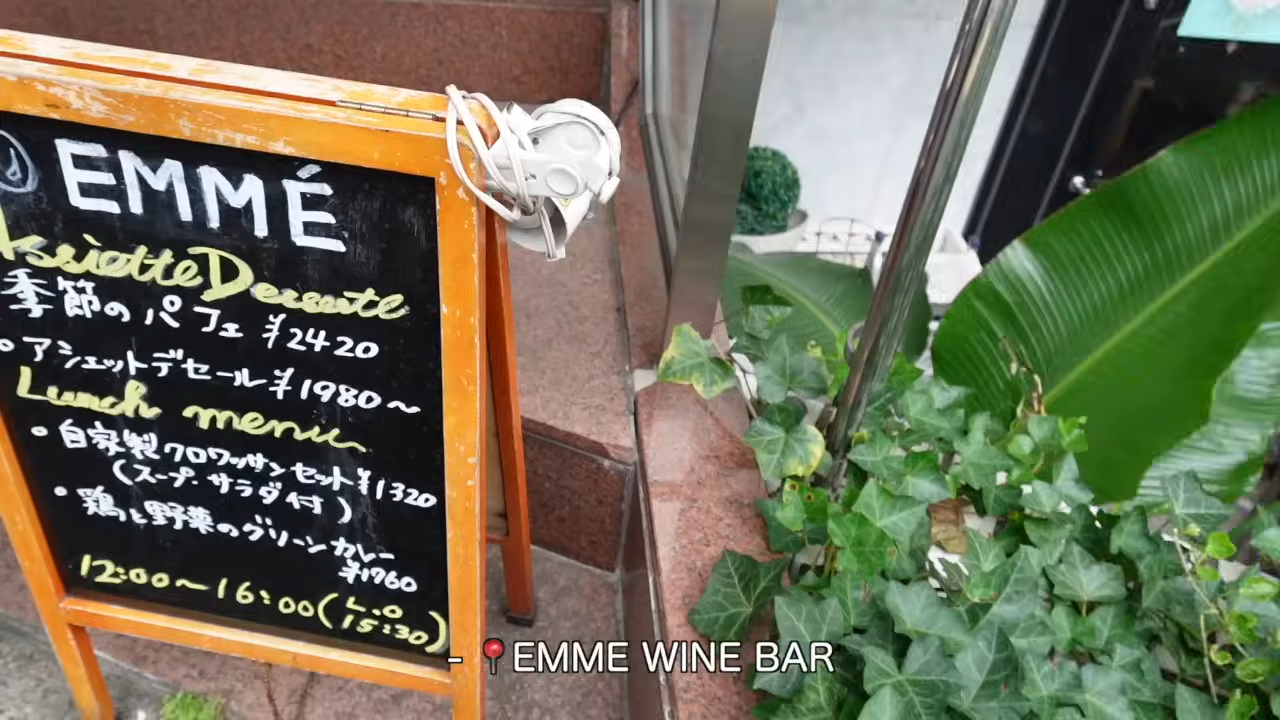 EMMÉ
Assiette Dessert
季節のパフェ ¥2420
・アシェットデセール ¥1980～
Lunch menu
・自家製クロワッサンセット ¥1320
(スープ・サラダ付)
・鶏と野菜のグリーンカレー
¥1760
12:00～16:00 (L.O
15:30)
- 📍EMME WINE BAR